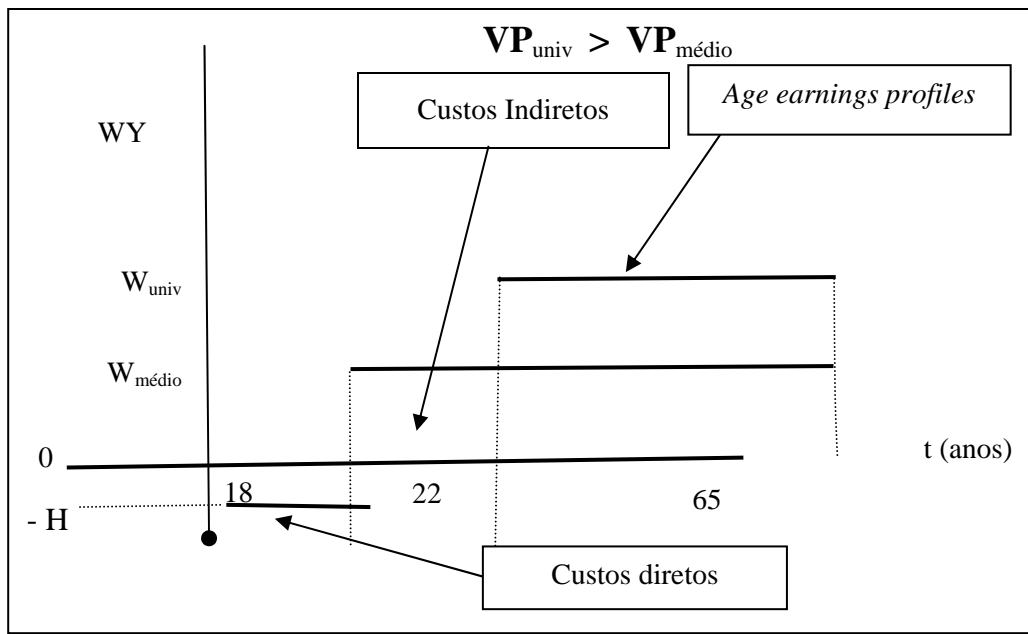 VPuniv > VPmédio
Custos Indiretos
Age earnings profiles
WY
Wuniv
Wmédio
0
t (anos)
18
22
65
- H
Custos diretos